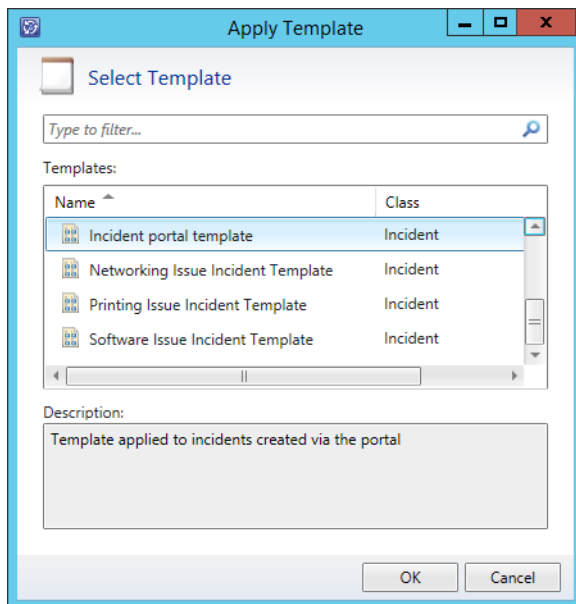 Apply Template
Select Template
Type to filter...
Templates:
Name Class
Incident portal template Incident
Networking Issue Incident Template Incident
Printing Issue Incident Template Incident
Software Issue Incident Template Incident
Description:
Template applied to incidents created via the portal
OK Cancel